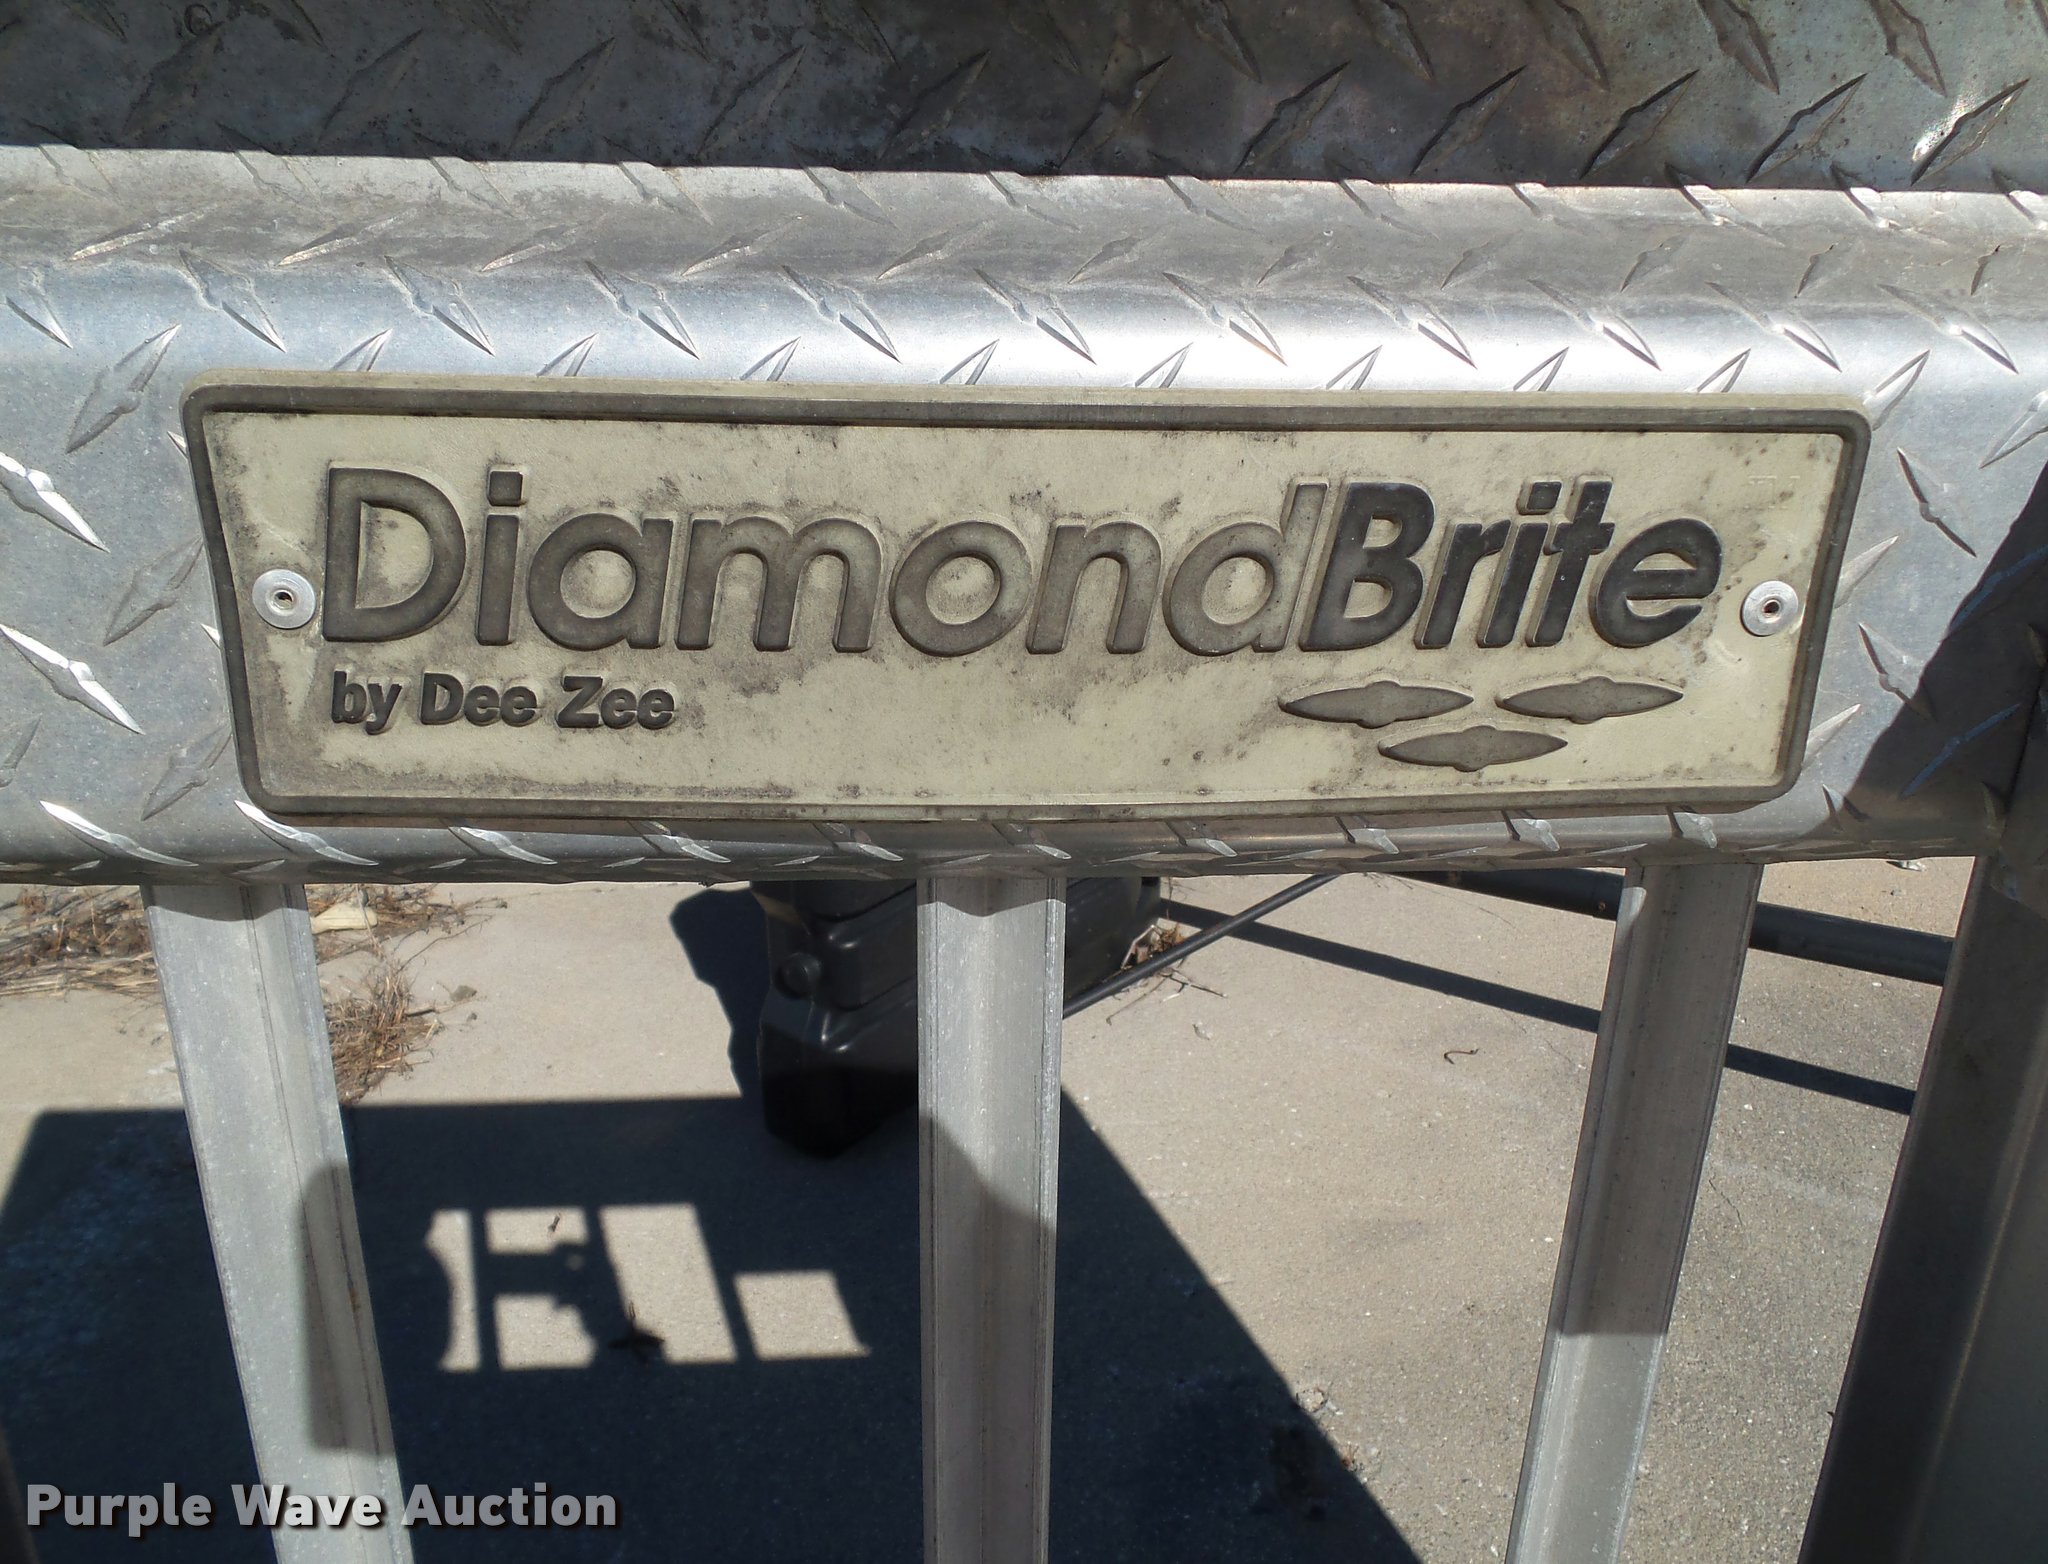 DiamondBrite
by Dee Zee
Purple Wave Auction